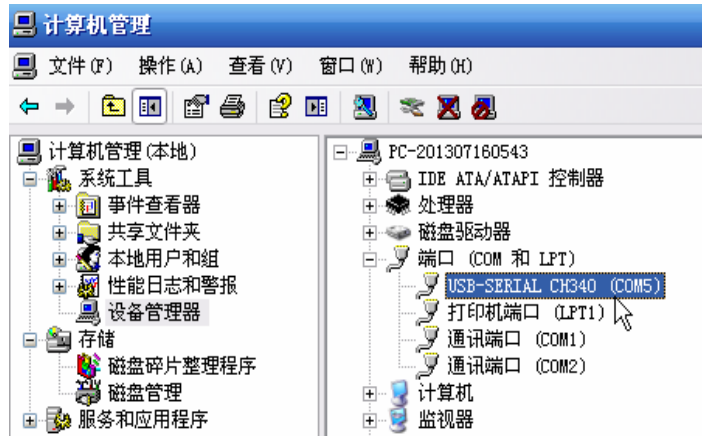 计算机管理
文件(F) 操作(A) 查看(V) 窗口(W) 帮助(H)
计算机管理(本地)
系统工具
事件查看器
共享文件夹
本地用户和组
性能日志和警报
设备管理器
存储
磁盘碎片整理程序
磁盘管理
服务和应用程序
PC-201307160543
IDE ATA/ATAPI 控制器
处理器
磁盘驱动器
端口 (COM 和 LPT)
USB-SERIAL CH340 (COM5)
打印机端口 (LPT1)
通讯端口 (COM1)
通讯端口 (COM2)
计算机
监视器